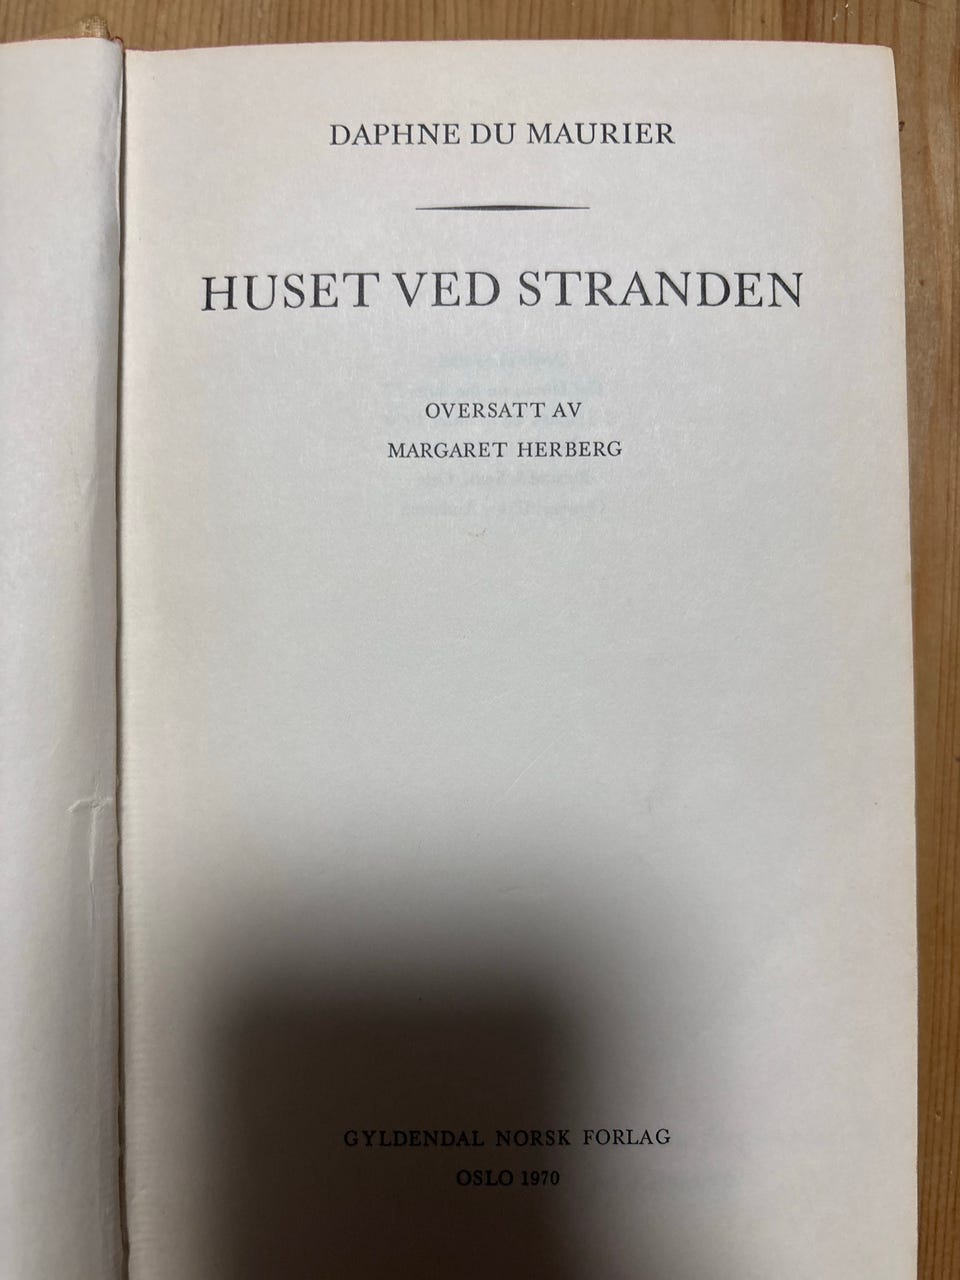 DAPHNE DU MAURIER
HUSET VED STRANDEN
OVERSATT AV
MARGARET HERBERG
GYLDENDAL NORSK FORLAG
OSLO 1970